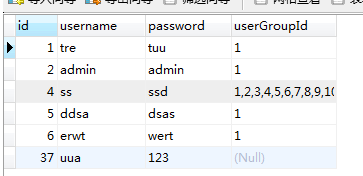 id username password userGroupId
1 tre tuu 1
2 admin admin 1
4 ss ssd 1,2,3,4,5,6,7,8,9,10
5 ddsa dsas 1
6 erwt wert 1
37 uua 123 (Null)